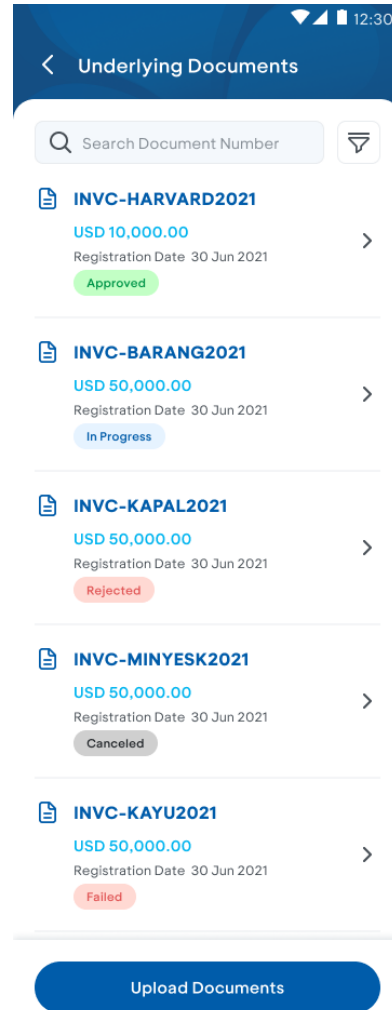 12:30
Underlying Documents
Search Document Number
INVC-HARVARD2021
USD 10,000.00
Registration Date 30 Jun 2021
Approved
INVC-BARANG2021
USD 50,000.00
Registration Date 30 Jun 2021
In Progress
INVC-KAPAL2021
USD 50,000.00
Registration Date 30 Jun 2021
Rejected
INVC-MINYESK2021
USD 50,000.00
Registration Date 30 Jun 2021
Canceled
INVC-KAYU2021
USD 50,000.00
Registration Date 30 Jun 2021
Failed
Upload Documents